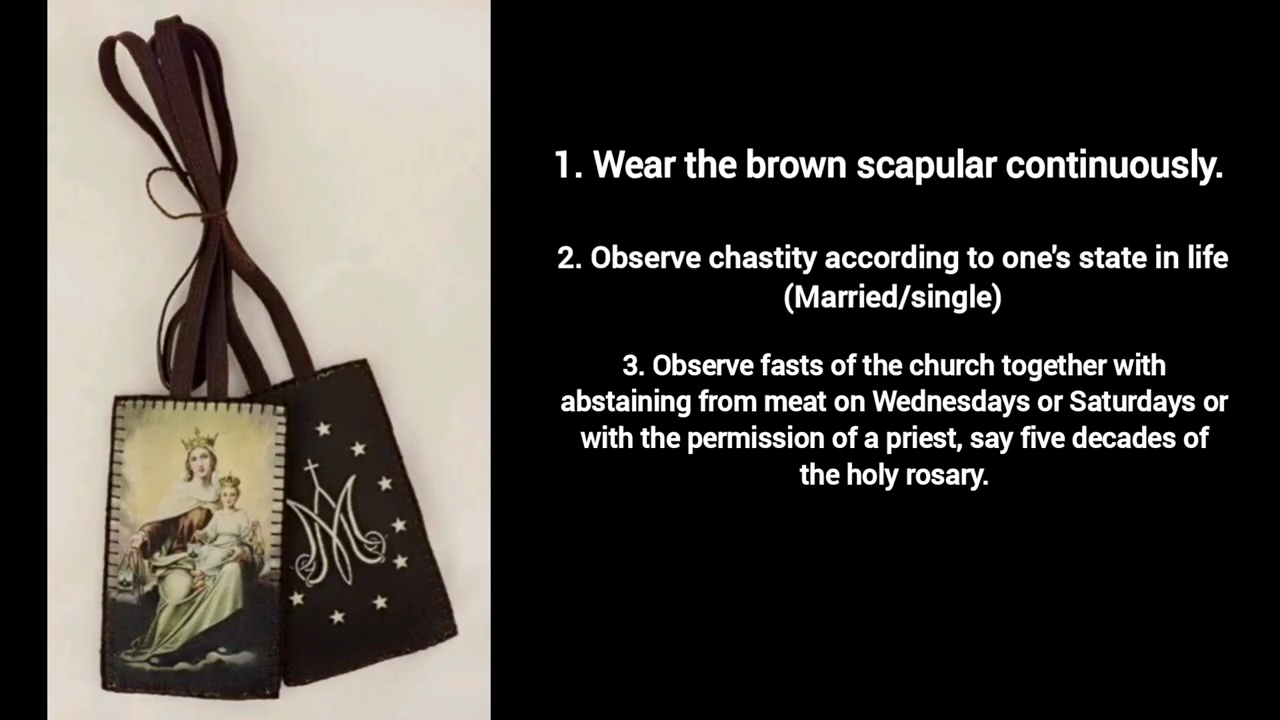 1. Wear the brown scapular continuously.
2. Observe chastity according to one's state in life
(Married/single)
3. Observe fasts of the church together with
abstaining from meat on Wednesdays or Saturdays or
with the permission of a priest, say five decades of
the holy rosary.